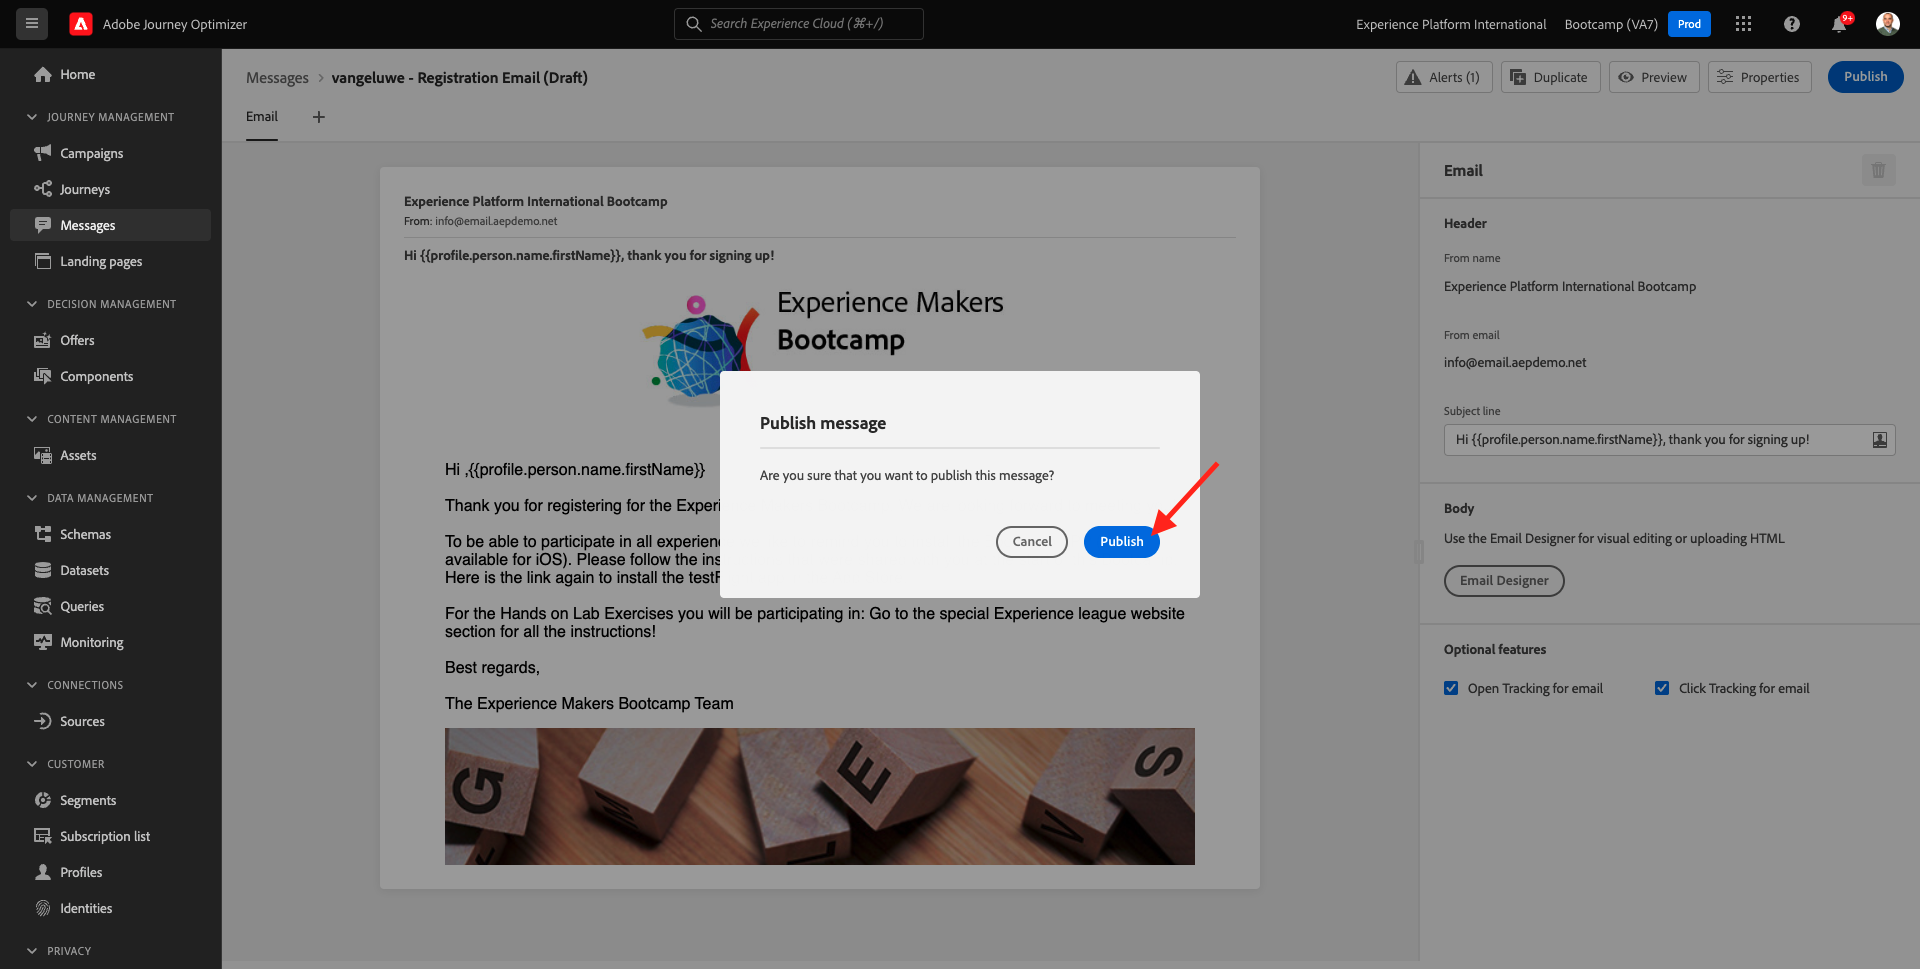 Adobe Journey Optimizer
Search Experience Cloud (⌘+/)
Experience Platform International
Bootcamp (VA7)
Prod
9+
Home
JOURNEY MANAGEMENT
Campaigns
Journeys
Messages
Landing pages
DECISION MANAGEMENT
Offers
Components
CONTENT MANAGEMENT
Assets
DATA MANAGEMENT
Schemas
Datasets
Queries
Monitoring
CONNECTIONS
Sources
CUSTOMER
Segments
Subscription list
Profiles
Identities
PRIVACY
Messages > vangeluwe - Registration Email (Draft)
Alerts (1)
Duplicate
Preview
Properties
Publish
Email
Experience Platform International Bootcamp
From: info@email.aepdemo.net
Hi {{profile.person.name.firstName}}, thank you for signing up!
Experience Makers
Bootcamp
Hi ,{{profile.person.name.firstName}}
Thank you for registering for the Experi
To be able to participate in all experienc
available for iOS). Please follow the ins
Here is the link again to install the test
For the Hands on Lab Exercises you will be participating in: Go to the special Experience league website
section for all the instructions!
Best regards,
The Experience Makers Bootcamp Team
G
E
S
L
V
Publish message
Are you sure that you want to publish this message?
Cancel
Publish
Email
Header
From name
Experience Platform International Bootcamp
From email
info@email.aepdemo.net
Subject line
Hi {{profile.person.name.firstName}}, thank you for signing up!
Body
Use the Email Designer for visual editing or uploading HTML
Email Designer
Optional features
Open Tracking for email
Click Tracking for email